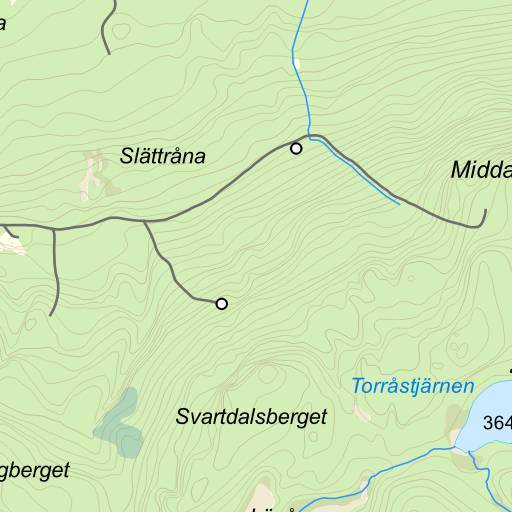 a
Slättråna
Midda
Torråstjärnen
Svartdalsberget
364
gberget